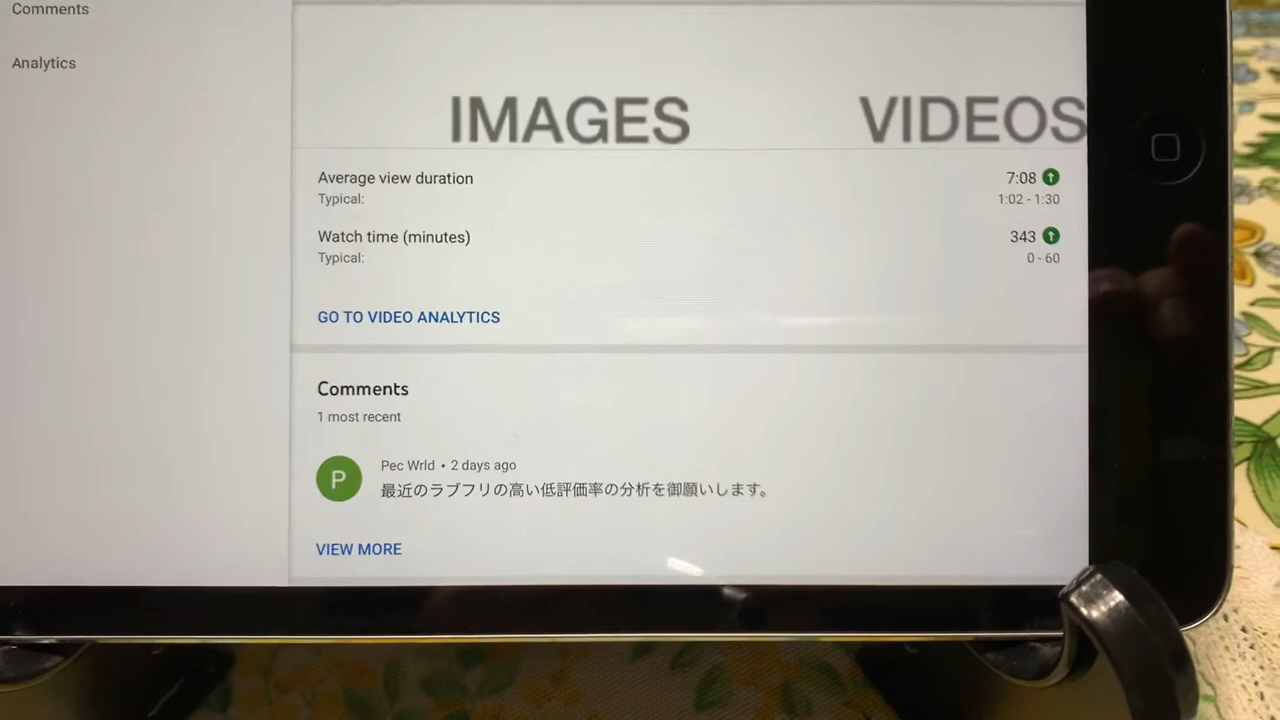 Comments
Analytics
IMAGES VIDEOS
Average view duration 7:08
Typical: 1:02 - 1:30
Watch time (minutes) 343
Typical: 0 - 60
GO TO VIDEO ANALYTICS
Comments
1 most recent
P
Pec Wrld • 2 days ago
最近のラブフリの高い低評価率の分析を御願いします。
VIEW MORE